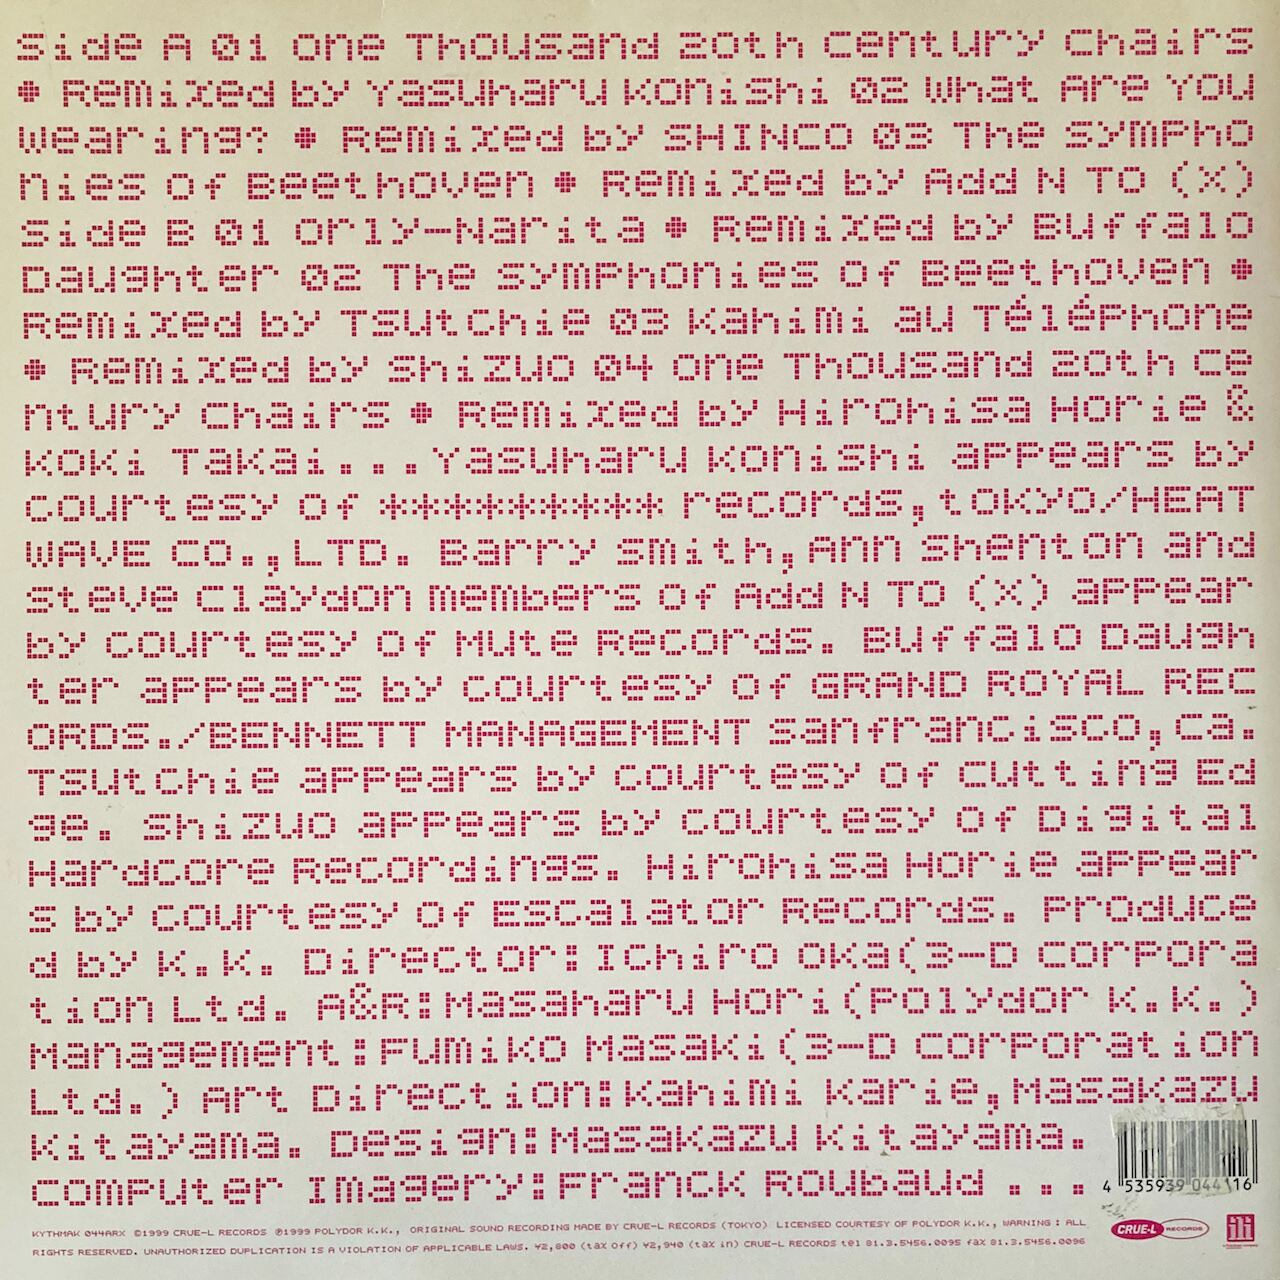 Side A 01 One Thousand 20th Century Chairs
* Remixed by Yasuharu Konishi 02 What Are You
Wearing? * Remixed by SHINCO 03 The Sympho
nies Of Beethoven * Remixed by Add N To (X)
Side B 01 Orly-Narita * Remixed by Buffalo
Daughter 02 The Symphonies Of Beethoven *
Remixed by Tsutchie 03 Kahimi au Téléphone
* Remixed by Shizuo 04 One Thousand 20th Ce
ntury Chairs * Remixed by Hirohisa Horie &
Koki Takai...Yasuharu Konishi appears by
courtesy of ********* records,tokyo/HEAT
WAVE CO.,LTD. Barry Smith,Ann Shenton and
Steve Claydon members of Add N To (X) appear
by courtesy of Mute Records. Buffalo Daugh
ter appears by courtesy of GRAND ROYAL REC
ORDS./BENNETT MANAGEMENT sanfrancisco,Ca.
Tsutchie appears by courtesy of Cutting Ed
ge. Shizuo appears by courtesy of Digital
Hardcore Recordings. Hirohisa Horie appear
s by courtesy of Escalator Records. Produce
d by K.K. Director:Ichiro Oka(3-D Corpora
tion Ltd. A&R:Masaharu Hori(Polydor K.K.)
Management:Fumiko Masaki(3-D Corporation
Ltd.) Art Direction:Kahimi Karie,Masakazu
Kitayama. Design:Masakazu Kitayama.
Computer Imagery:Franck Roubaud ...
4 535939 044116
KYTHMAK 044ARX ©1999 CRUE-L RECORDS ℗1999 POLYDOR K.K., ORIGINAL SOUND RECORDING MADE BY CRUE-L RECORDS (TOKYO) LICENSED COURTESY OF POLYDOR K.K., WARNING : ALL
RIGHTS RESERVED. UNAUTHORIZED DUPLICATION IS A VIOLATION OF APPLICABLE LAWS. ¥2,800 (tax off) ¥2,940 (tax in) CRUE-L RECORDS tel 81.3.5456.0095 fax 81.3.5456.0096
CRUE-L RECORDS